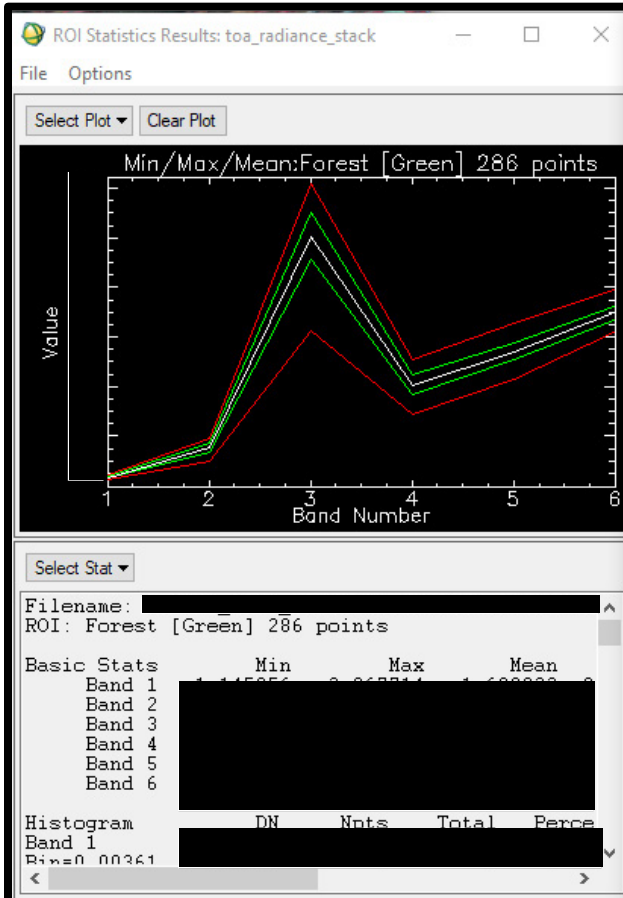 ROI Statistics Results: toa_radiance_stack
File Options
Select Plot Clear Plot
Min/Max/Mean:Forest [Green] 286 points
Value
1 2 3 4 5 6
Band Number
Select Stat
Filename:
ROI: Forest [Green] 286 points
Basic Stats Min Max Mean
Band 1
Band 2
Band 3
Band 4
Band 5
Band 6
Histogram DN Npts Total Perce
Band 1
Bin=0.00361